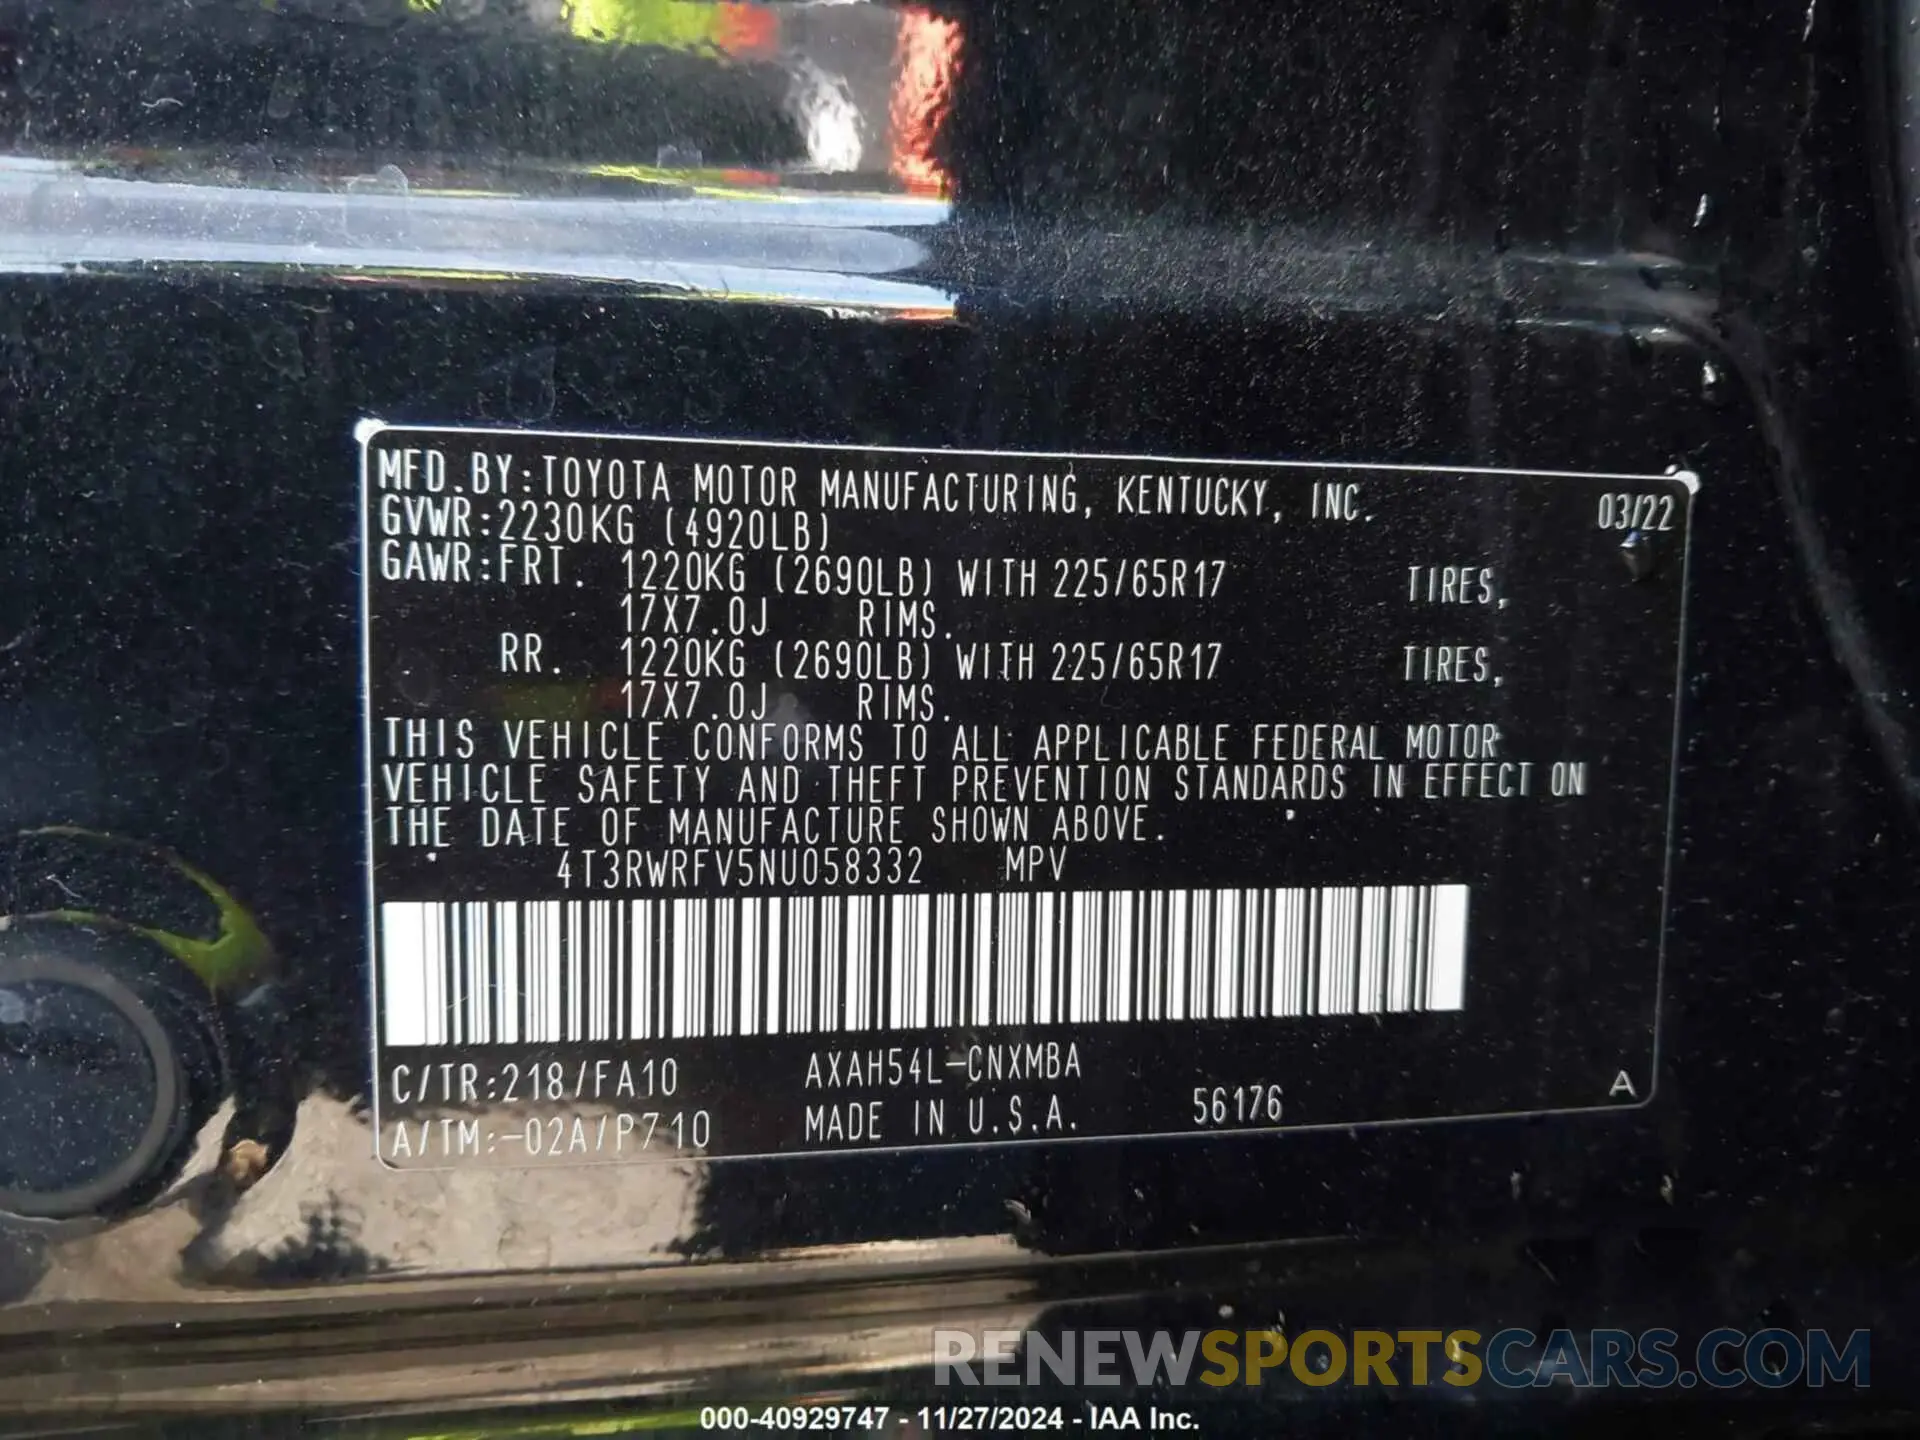 MFD.BY:TOYOTA MOTOR MANUFACTURING, KENTUCKY, INC. 03/22
GVWR:2230KG (4920LB)
GAWR:FRT. 1220KG (2690LB) WITH 225/65R17 TIRES,
17X7.0J RIMS.
RR. 1220KG (2690LB) WITH 225/65R17 TIRES,
17X7.0J RIMS.
THIS VEHICLE CONFORMS TO ALL APPLICABLE FEDERAL MOTOR
VEHICLE SAFETY AND THEFT PREVENTION STANDARDS IN EFFECT ON
THE DATE OF MANUFACTURE SHOWN ABOVE.
4T3RWRFV5NU058332 MPV
C/TR:218/FA10 AXAH54L-CNXMBA
A/TM:-02A/P710 MADE IN U.S.A. 56176 A
RENEWSPORTSCARS.COM
000-40929747 - 11/27/2024 - IAA Inc.